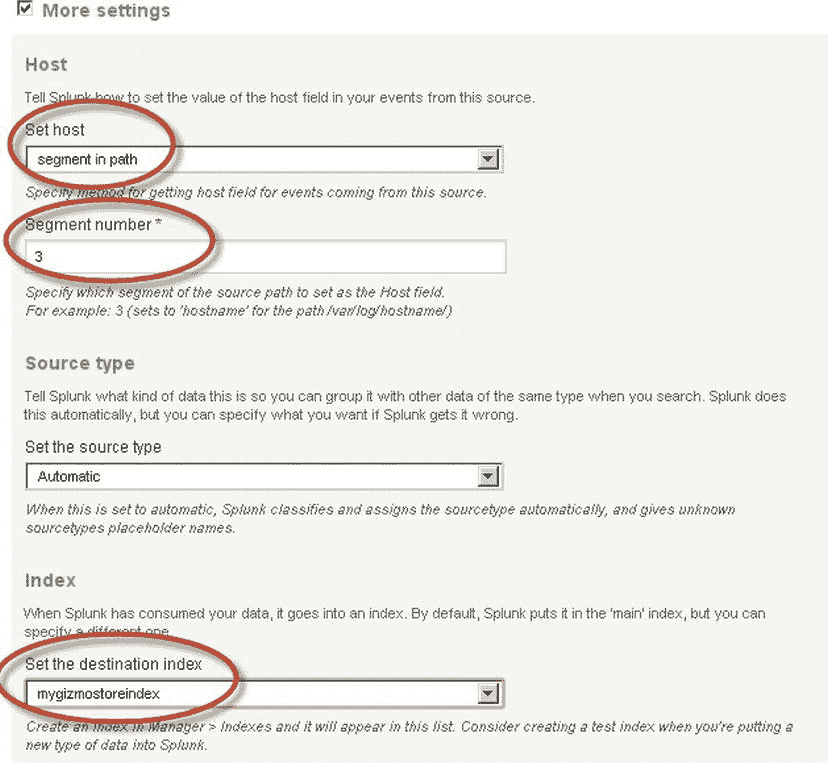 More settings
Host
Tell Splunk how to set the value of the host field in your events from this source.
Set host
segment in path
Specify method for getting host field for events coming from this source.
Segment number *
3
Specify which segment of the source path to set as the Host field.
For example: 3 (sets to 'hostname' for the path /var/log/hostname/)
Source type
Tell Splunk what kind of data this is so you can group it with other data of the same type when you search. Splunk does
this automatically, but you can specify what you want if Splunk gets it wrong.
Set the source type
Automatic
When this is set to automatic, Splunk classifies and assigns the sourcetype automatically, and gives unknown
sourcetypes placeholder names.
Index
When Splunk has consumed your data, it goes into an index. By default, Splunk puts it in the 'main' index, but you can
specify a different one.
Set the destination index
mygizmostoreindex
Create an index in Manager > Indexes and it will appear in this list. Consider creating a test index when you're putting a
new type of data into Splunk.